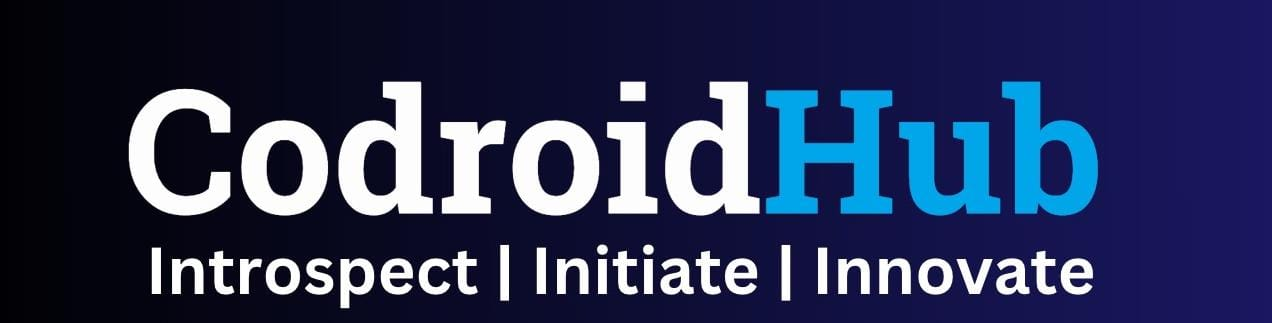 CodroidHub
Introspect | Initiate | Innovate